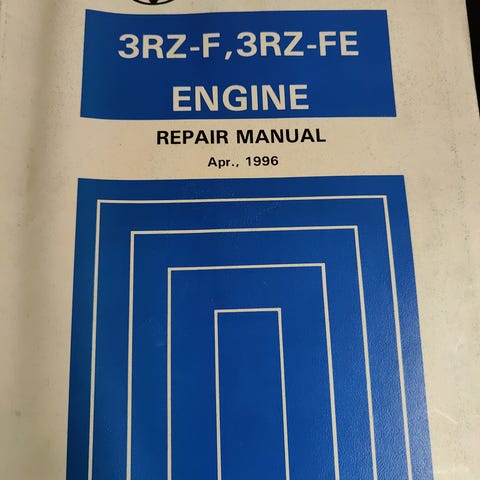 3RZ-F,3RZ-FE
ENGINE
REPAIR MANUAL
Apr., 1996